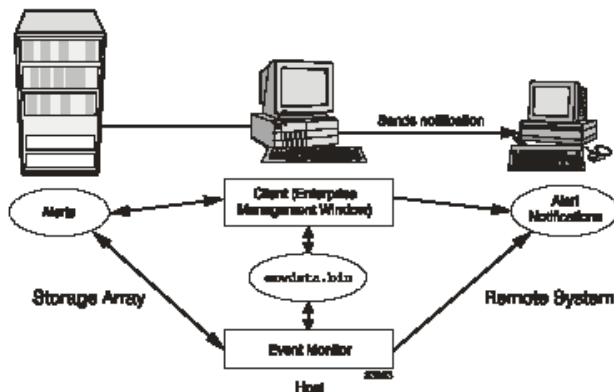 Sends notification
Alerts
Client (Enterprise
Management Window)
Alert
Notifications
emwdata.bin
Storage Array
Remote System
Event Monitor
Host